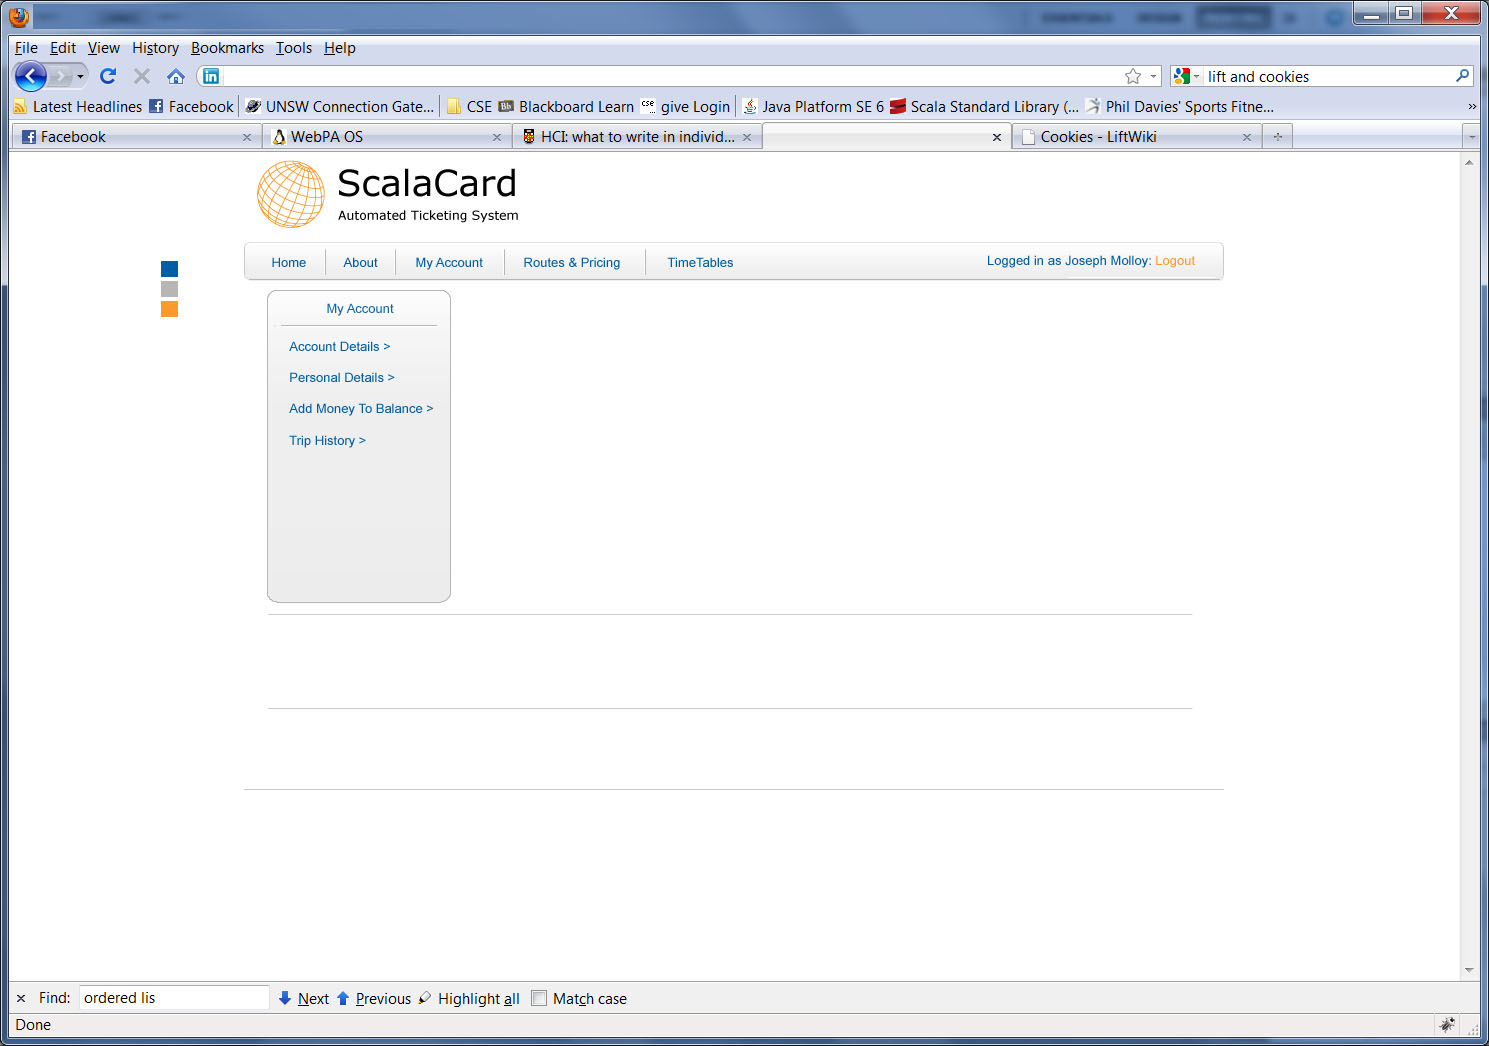 File Edit View History Bookmarks Tools Help
in
lift and cookies
Latest Headlines Facebook UNSW Connection Gate... CSE Bb Blackboard Learn cse give Login Java Platform SE 6 Scala Standard Library (... Phil Davies' Sports Fitne... »
Facebook WebPA OS HCI: what to write in individ... Cookies - LiftWiki
ScalaCard
Automated Ticketing System
Home About My Account Routes & Pricing TimeTables Logged in as Joseph Molloy: Logout
My Account
Account Details >
Personal Details >
Add Money To Balance >
Trip History >
Find: ordered lis Next Previous Highlight all Match case
Done